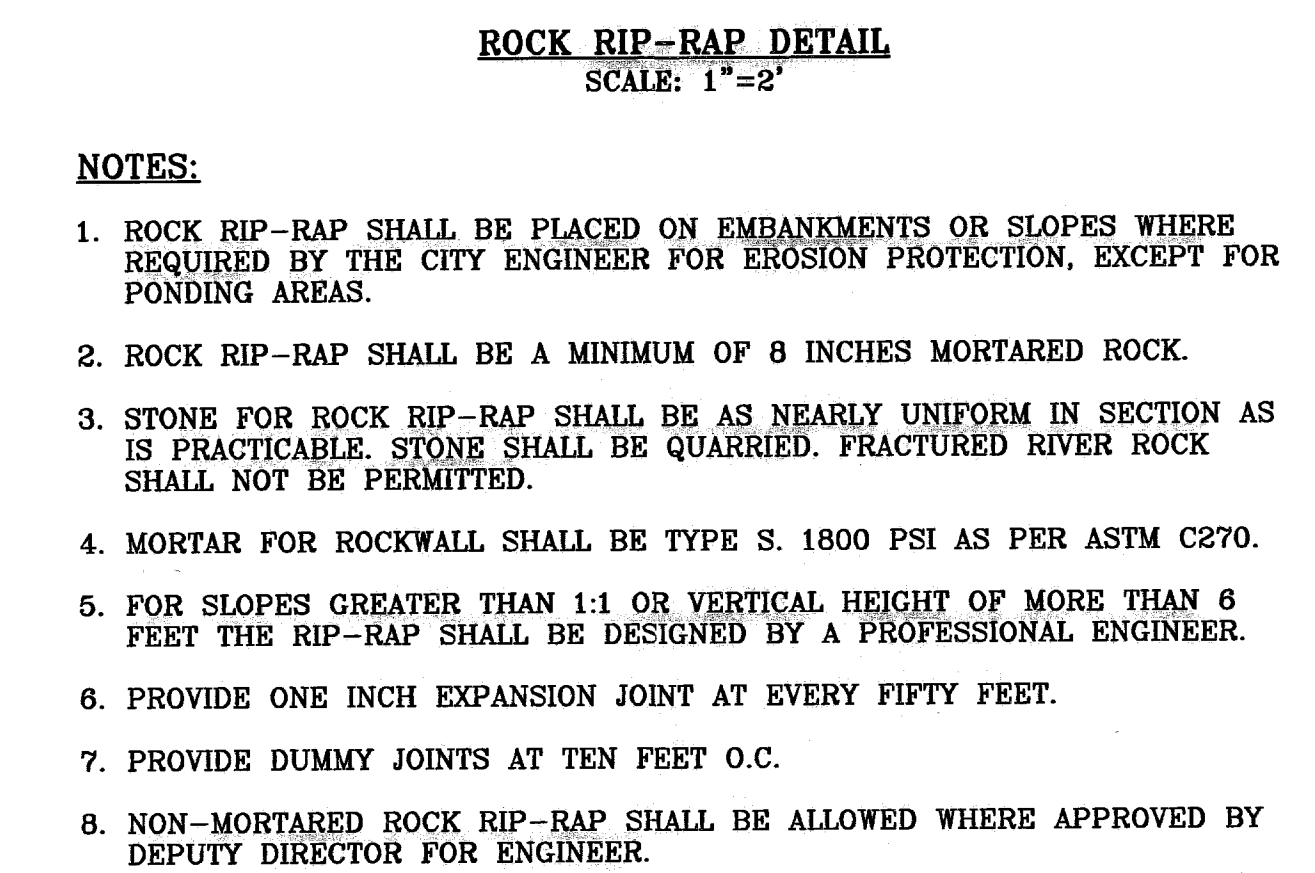 ROCK RIP-RAP DETAIL
SCALE: 1"=2'
NOTES:
1. ROCK RIP-RAP SHALL BE PLACED ON EMBANKMENTS OR SLOPES WHERE
REQUIRED BY THE CITY ENGINEER FOR EROSION PROTECTION, EXCEPT FOR
PONDING AREAS.
2. ROCK RIP-RAP SHALL BE A MINIMUM OF 8 INCHES MORTARED ROCK.
3. STONE FOR ROCK RIP-RAP SHALL BE AS NEARLY UNIFORM IN SECTION AS
IS PRACTICABLE. STONE SHALL BE QUARRIED. FRACTURED RIVER ROCK
SHALL NOT BE PERMITTED.
4. MORTAR FOR ROCKWALL SHALL BE TYPE S. 1800 PSI AS PER ASTM C270.
5. FOR SLOPES GREATER THAN 1:1 OR VERTICAL HEIGHT OF MORE THAN 6
FEET THE RIP-RAP SHALL BE DESIGNED BY A PROFESSIONAL ENGINEER.
6. PROVIDE ONE INCH EXPANSION JOINT AT EVERY FIFTY FEET.
7. PROVIDE DUMMY JOINTS AT TEN FEET O.C.
8. NON-MORTARED ROCK RIP-RAP SHALL BE ALLOWED WHERE APPROVED BY
DEPUTY DIRECTOR FOR ENGINEER.